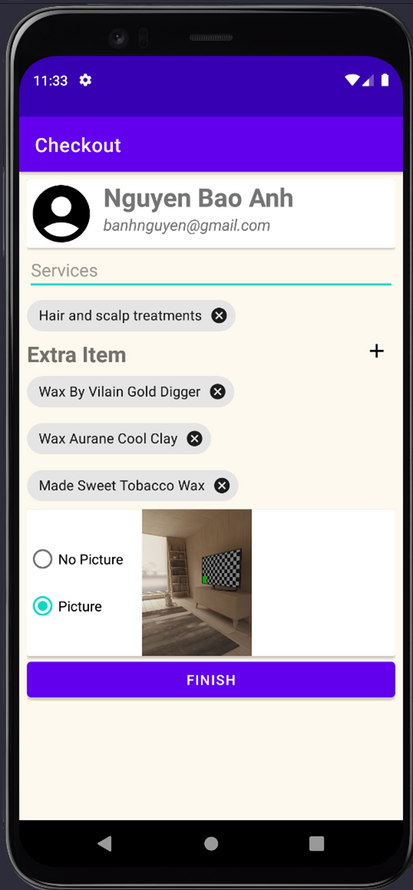 11:33
Checkout
Nguyen Bao Anh
banhnguyen@gmail.com
Services
Hair and scalp treatments
Extra Item
Wax By Vilain Gold Digger
Wax Aurane Cool Clay
Made Sweet Tobacco Wax
No Picture
Picture
FINISH